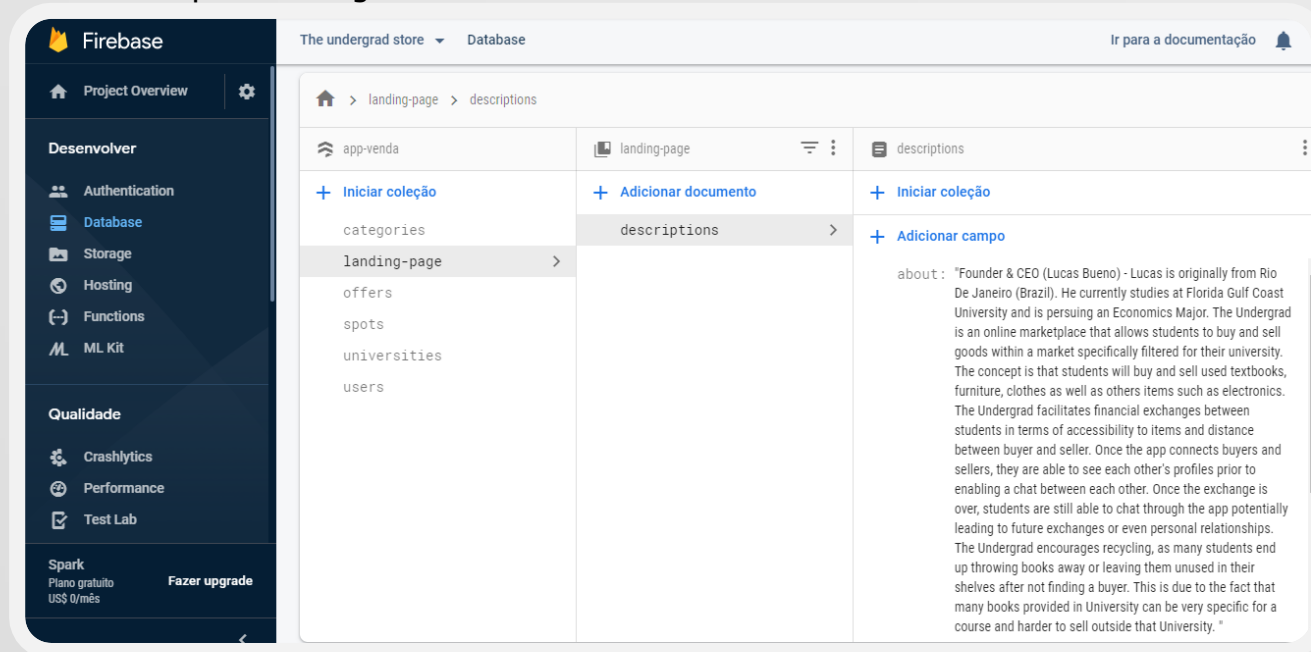 Firebase
The undergrad store
Database
Ir para a documentação
Project Overview
landing-page > descriptions
Desenvolver
app-venda
landing-page
descriptions
Authentication
Database
Storage
Hosting
Functions
ML Kit
+ Iniciar coleção
categories
landing-page
offers
spots
universities
users
+ Adicionar documento
descriptions
+ Iniciar coleção
+ Adicionar campo
about: "Founder & CEO (Lucas Bueno) - Lucas is originally from Rio
De Janeiro (Brazil). He currently studies at Florida Gulf Coast
University and is persuing an Economics Major. The Undergrad
is an online marketplace that allows students to buy and sell
goods within a market specifically filtered for their university.
The concept is that students will buy and sell used textbooks,
furniture, clothes as well as others items such as electronics.
The Undergrad facilitates financial exchanges between
students in terms of accessibility to items and distance
between buyer and seller. Once the app connects buyers and
sellers, they are able to see each other's profiles prior to
enabling a chat between each other. Once the exchange is
over, students are still able to chat through the app potentially
leading to future exchanges or even personal relationships.
The Undergrad encourages recycling, as many students end
up throwing books away or leaving them unused in their
shelves after not finding a buyer. This is due to the fact that
many books provided in University can be very specific for a
course and harder to sell outside that University. "
Qualidade
Crashlytics
Performance
Test Lab
Spark
Plano gratuito
US$ 0/mês
Fazer upgrade